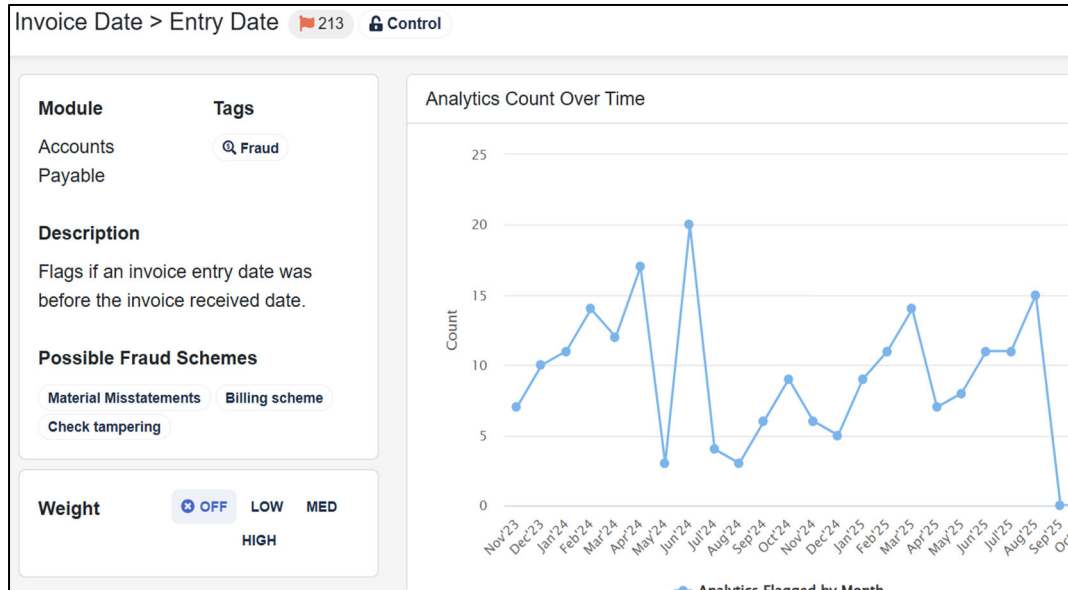 Invoice Date > Entry Date 213 Control
Module Tags
Accounts Payable
Fraud
Description
Flags if an invoice entry date was
before the invoice received date.
Possible Fraud Schemes
Material Misstatements Billing scheme
Check tampering
Weight OFF LOW MED
HIGH
Analytics Count Over Time
25
20
15
10
5
0
Count
Nov'23 Dec'23 Jan'24 Feb'24 Mar'24 Apr'24 May'24 Jun'24 Jul'24 Aug'24 Sep'24 Oct'24 Nov'24 Dec'24 Jan'25 Feb'25 Mar'25 Apr'25 May'25 Jun'25 Jul'25 Aug'25 Sep'25
Analytics Flagged by Month